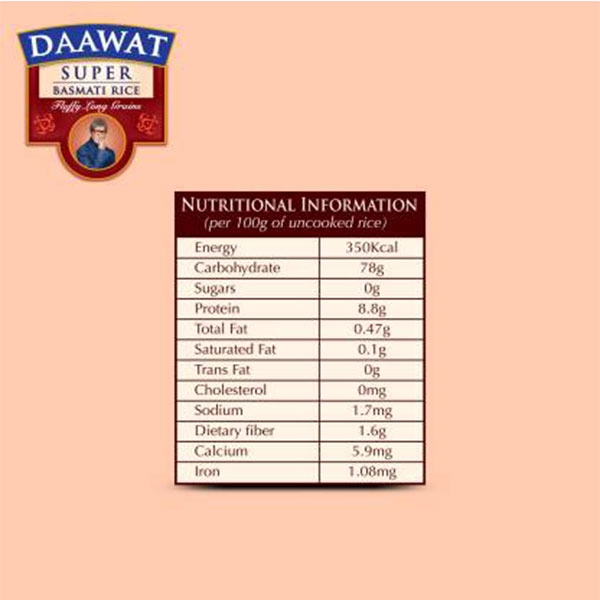 DAAWAT
SUPER
BASMATI RICE
Fluffy Long Grains
NUTRITIONAL INFORMATION
(per 100g of uncooked rice)
Energy 350Kcal
Carbohydrate 78g
Sugars 0g
Protein 8.8g
Total Fat 0.47g
Saturated Fat 0.1g
Trans Fat 0g
Cholesterol 0mg
Sodium 1.7mg
Dietary fiber 1.6g
Calcium 5.9mg
Iron 1.08mg